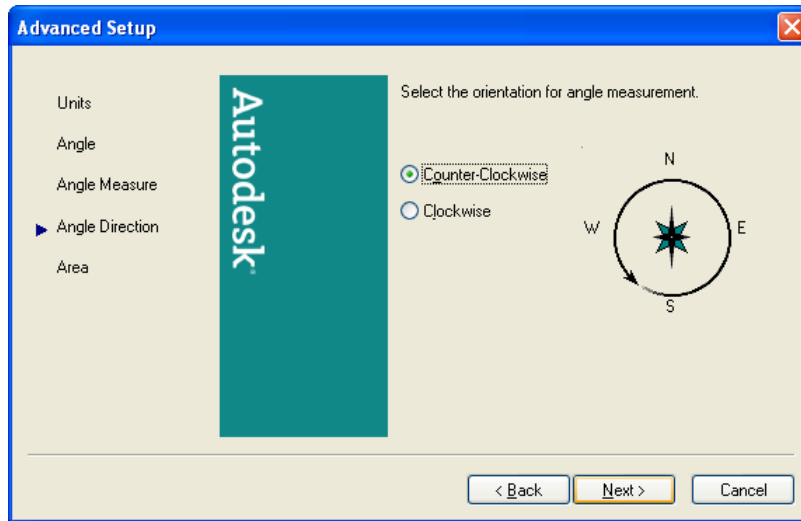 Advanced Setup
Units
Angle
Angle Measure
Angle Direction
Area
Autodesk
Select the orientation for angle measurement.
Counter-Clockwise
Clockwise
N
W
E
S
< Back
Next >
Cancel